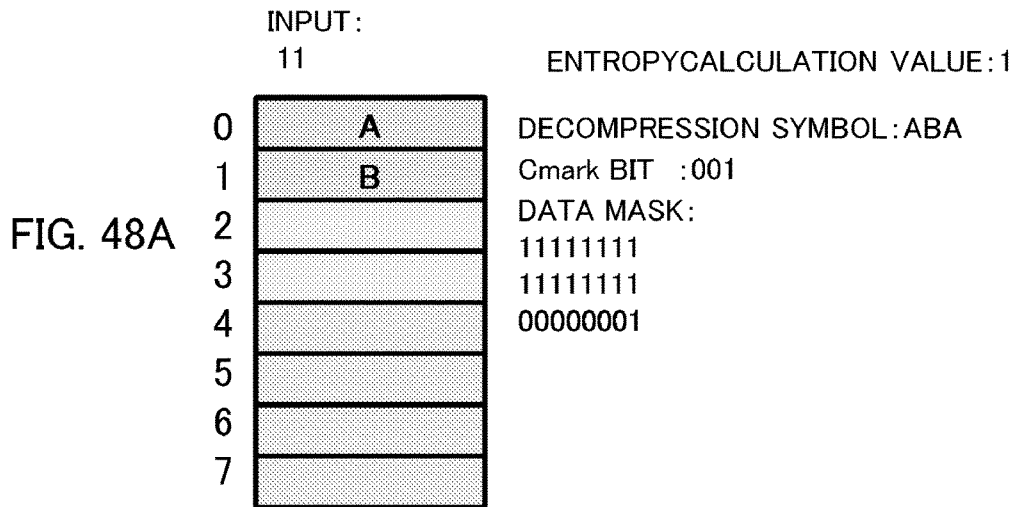 INPUT:
11
ENTROPYCALCULATION VALUE:1
0 A
DECOMPRESSION SYMBOL:ABA
1 B
Cmark BIT :001
FIG. 48A
2
DATA MASK:
11111111
3
11111111
4
00000001
5
6
7